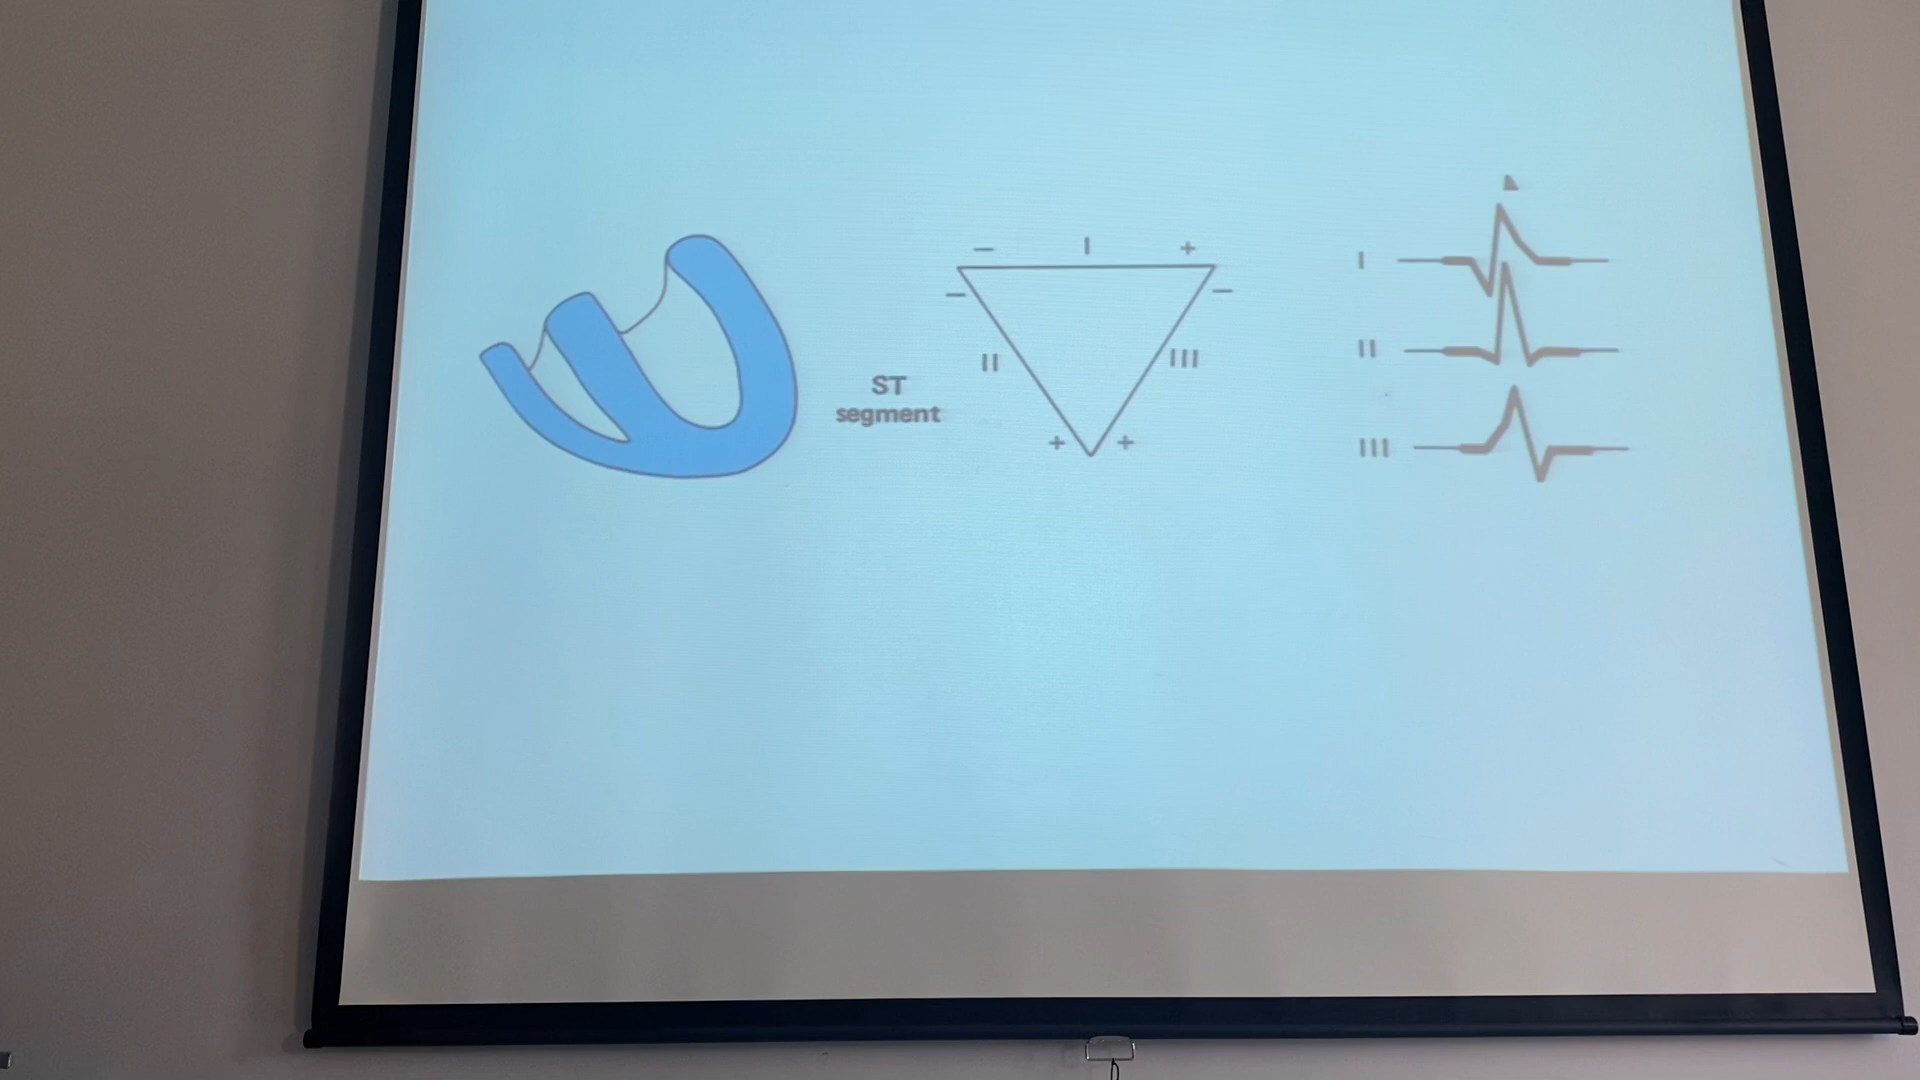 − I +
− −
II III
ST
segment
+ +
I
II
III